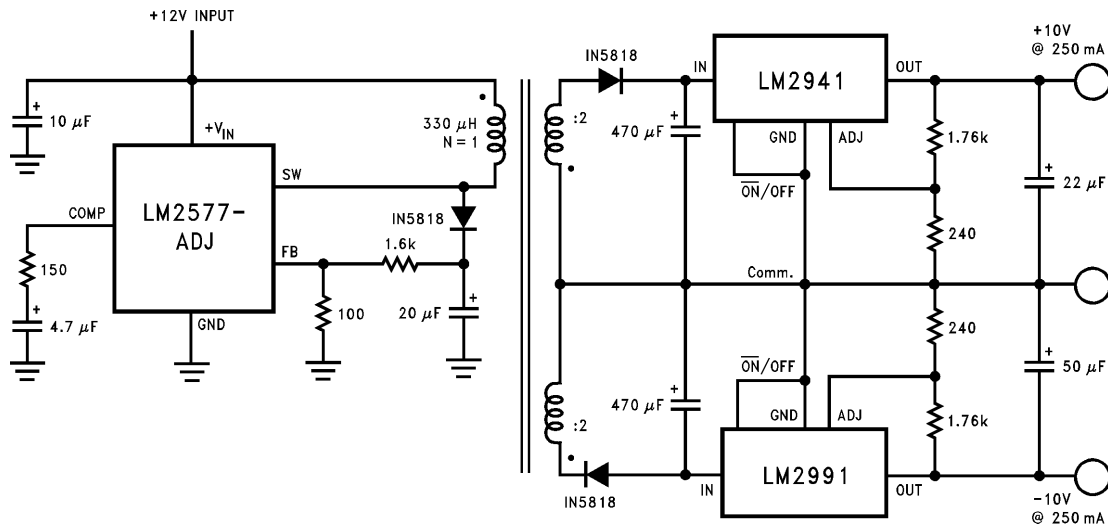 +12V INPUT
10 μF
+VIN
330 μH
N = 1
SW
COMP
LM2577-
ADJ
IN5818
1.6k
FB
150
4.7 μF
GND
100
20 μF
IN5818
:2
470 μF
IN
LM2941
OUT
+10V
@ 250 mA
GND
ADJ
ON/OFF
1.76k
240
22 μF
Comm.
240
50 μF
ON/OFF
470 μF
GND
ADJ
1.76k
:2
IN5818
IN
LM2991
OUT
-10V
@ 250 mA